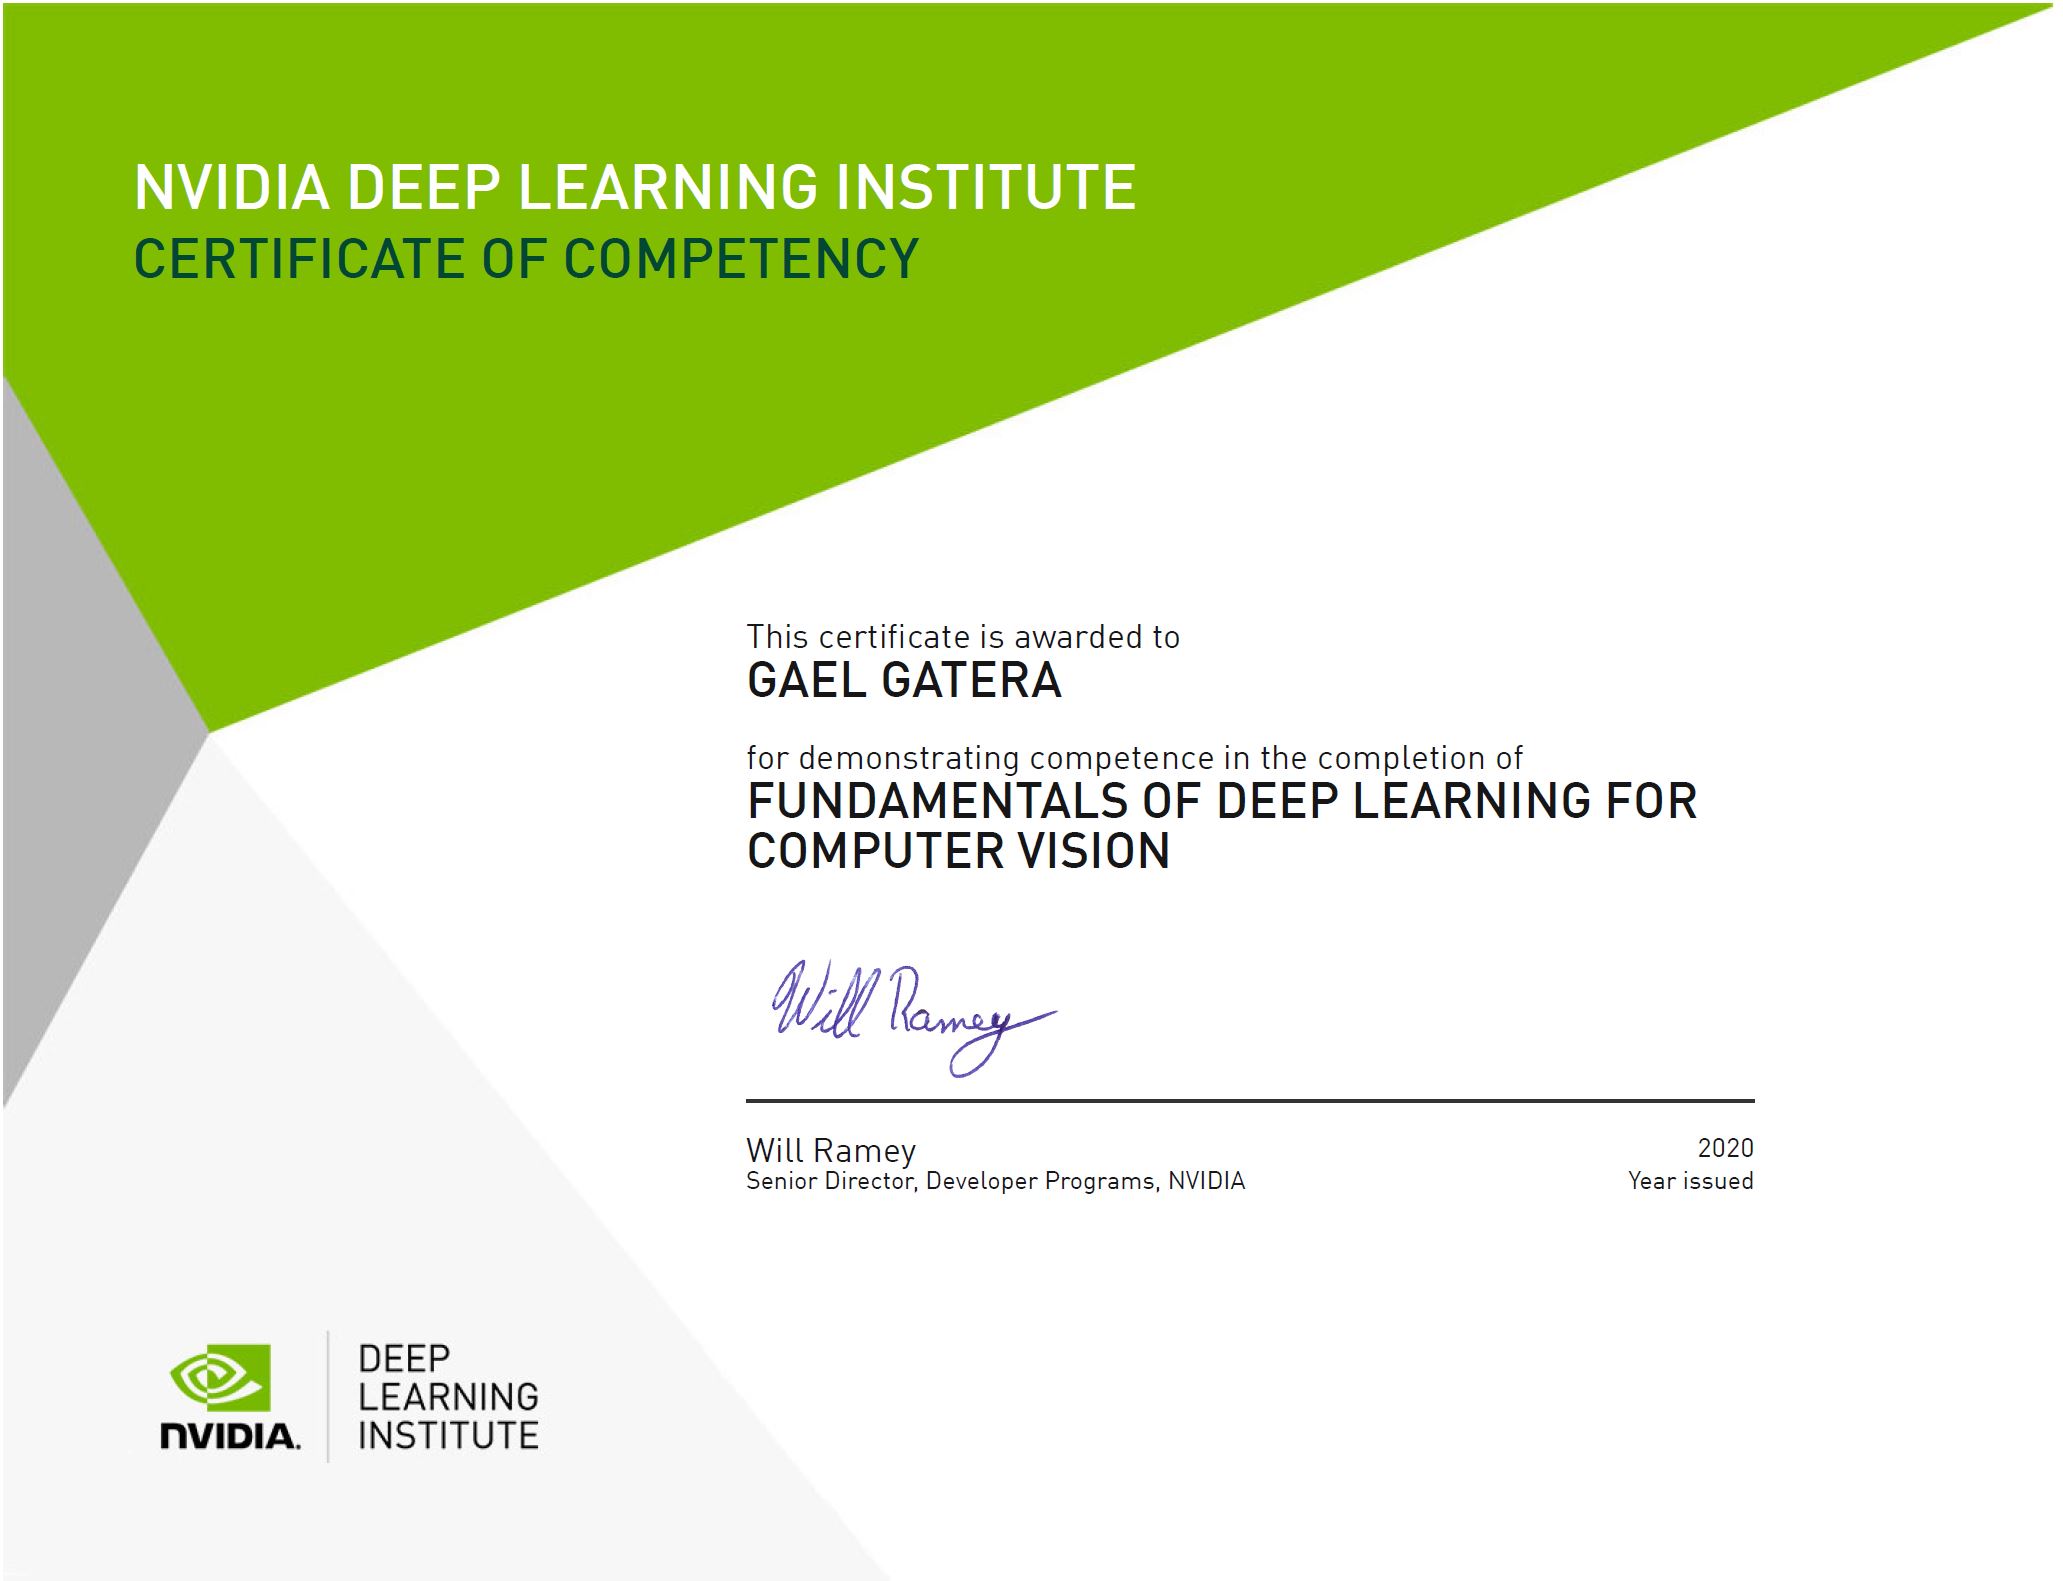 NVIDIA DEEP LEARNING INSTITUTE
CERTIFICATE OF COMPETENCY
This certificate is awarded to
GAEL GATERA
for demonstrating competence in the completion of
FUNDAMENTALS OF DEEP LEARNING FOR
COMPUTER VISION
Will Ramey
Will Ramey
Senior Director, Developer Programs, NVIDIA
2020
Year issued
NVIDIA.
DEEP
LEARNING
INSTITUTE